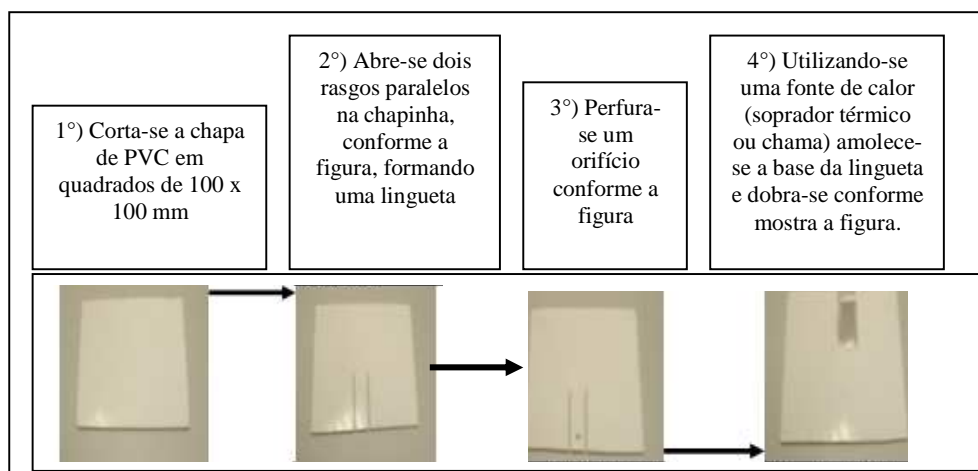 1°) Corta-se a chapa
de PVC em
quadrados de 100 x
100 mm
2°) Abre-se dois
rasgos paralelos
na chapinha,
conforme a
figura, formando
uma lingueta
3°) Perfura-
se um
orifício
conforme a
figura
4°) Utilizando-se
uma fonte de calor
(soprador térmico
ou chama) amolece-
se a base da lingueta
e dobra-se conforme
mostra a figura.